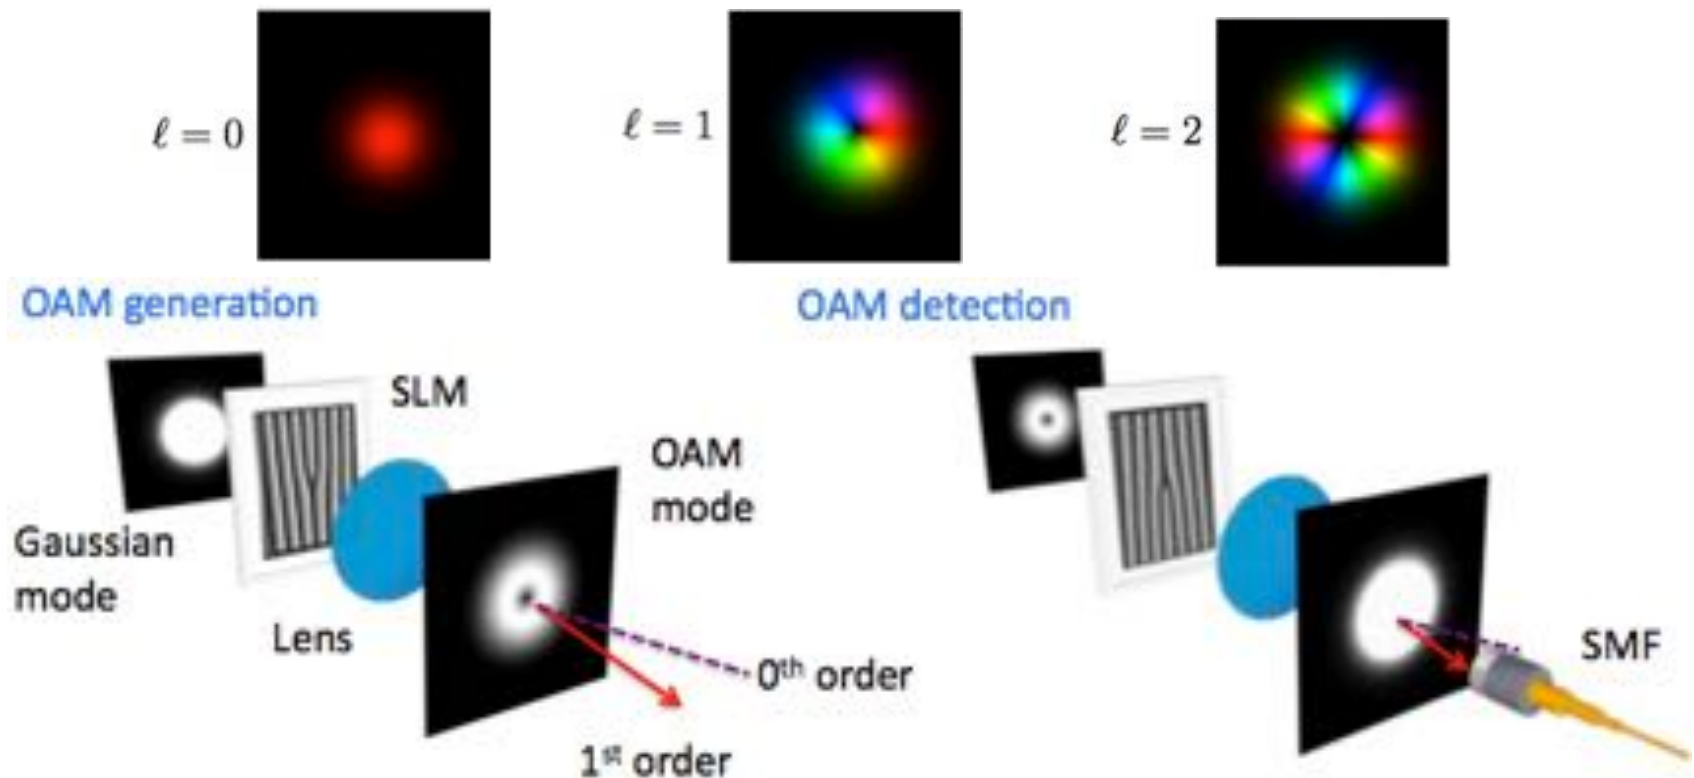 ℓ = 0
ℓ = 1
ℓ = 2
OAM generation
OAM detection
SLM
OAM
mode
Gaussian
mode
Lens
0th order
1st order
SMF